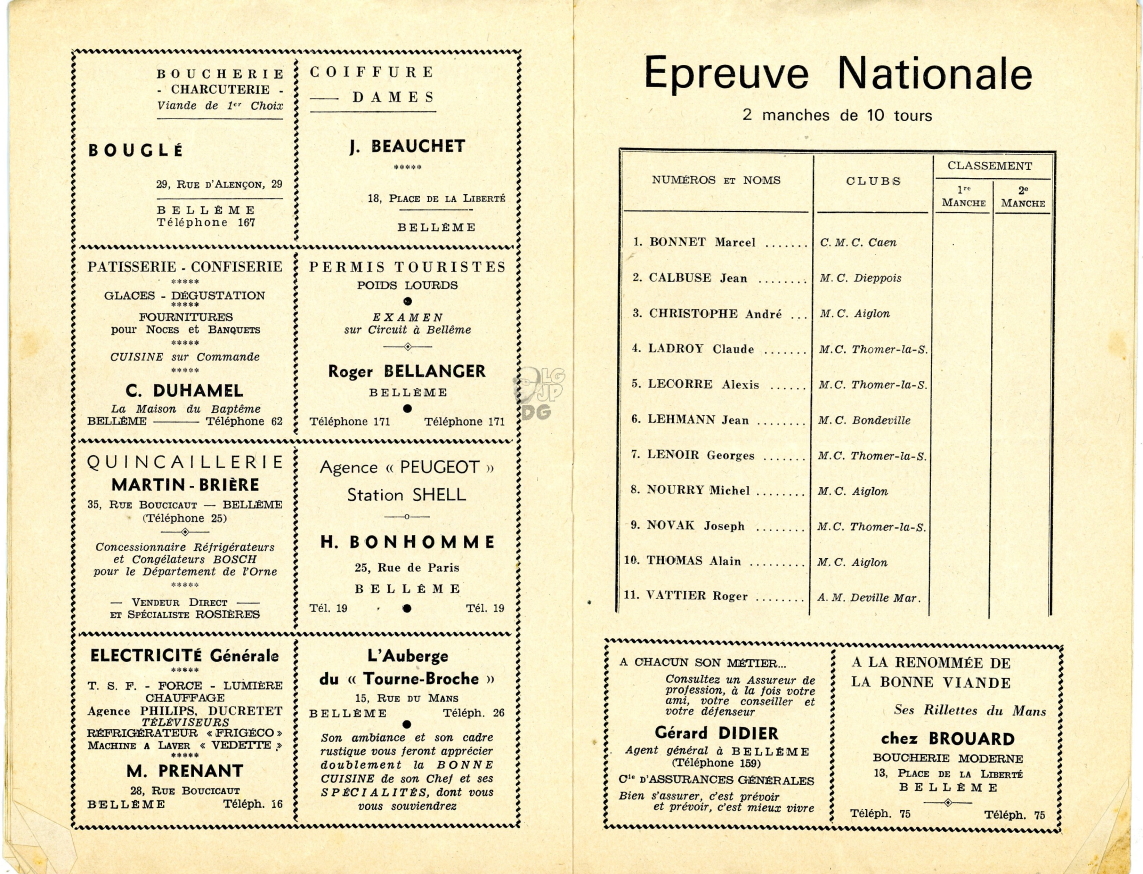 BOUCHERIE
- CHARCUTERIE -
Viande de 1er Choix
BOUGLÉ
29, RUE D'ALENÇON, 29
BELLÊME
Téléphone 167
COIFFURE
DAMES
J. BEAUCHET
*****
18, PLACE DE LA LIBERTÉ
BELLÊME
PATISSERIE - CONFISERIE
*****
GLACES - DÉGUSTATION
*****
FOURNITURES
pour NOCES et BANQUETS
*****
CUISINE sur Commande
*****
C. DUHAMEL
La Maison du Baptême
BELLÊME ——— Téléphone 62
PERMIS TOURISTES
POIDS LOURDS
EXAMEN
sur Circuit à Bellême
Roger BELLANGER
BELLÊME
Téléphone 171 Téléphone 171
QUINCAILLERIE
MARTIN-BRIÈRE
35, RUE BOUCICAUT — BELLÊME
(Téléphone 25)
Concessionnaire Réfrigérateurs
et Congélateurs BOSCH
pour le Département de l'Orne
*****
— VENDEUR DIRECT —
ET SPÉCIALISTE ROSIÈRES
Agence « PEUGEOT »
Station SHELL
H. BONHOMME
25, Rue de Paris
BELLÊME
Tél. 19 Tél. 19
ELECTRICITÉ Générale
*****
T. S. F. - FORCE - LUMIÈRE
CHAUFFAGE
Agence PHILIPS, DUCRETET
TÉLÉVISEURS
RÉFRIGÉRATEUR « FRIGÉCO »
MACHINE A LAVER « VEDETTE »
*****
M. PRENANT
28, RUE BOUCICAUT
BELLÊME Téléph. 16
L'Auberge
du « Tourne-Broche »
15, RUE DU MANS
BELLÊME Téléph. 26
Son ambiance et son cadre
rustique vous feront apprécier
doublement la BONNE
CUISINE de son Chef et ses
SPÉCIALITÉS, dont vous
vous souviendrez
LG
JP
DG
Epreuve Nationale
2 manches de 10 tours
NUMÉROS ET NOMS CLUBS CLASSEMENT
1re MANCHE 2e MANCHE
1. BONNET Marcel ....... C. M. C. Caen
2. CALBUSE Jean ........ M. C. Dieppois
3. CHRISTOPHE André ... M. C. Aiglon
4. LADROY Claude ....... M. C. Thomer-la-S.
5. LECORRE Alexis ...... M. C. Thomer-la-S.
6. LEHMANN Jean ........ M. C. Bondeville
7. LENOIR Georges ....... M. C. Thomer-la-S.
8. NOURRY Michel ........ M. C. Aiglon
9. NOVAK Joseph ........ M. C. Thomer-la-S.
10. THOMAS Alain ........ M. C. Aiglon
11. VATTIER Roger ........ A. M. Deville Mar.
A CHACUN SON MÉTIER...
Consultez un Assureur de
profession, à la fois votre
ami, votre conseiller et
votre défenseur
Gérard DIDIER
Agent général à BELLÊME
(Téléphone 159)
Cie D'ASSURANCES GÉNÉRALES
Bien s'assurer, c'est prévoir
et prévoir, c'est mieux vivre
A LA RENOMMÉE DE
LA BONNE VIANDE
Ses Rillettes du Mans
chez BROUARD
BOUCHERIE MODERNE
13, PLACE DE LA LIBERTÉ
BELLÊME
Téléph. 75 Téléph. 75